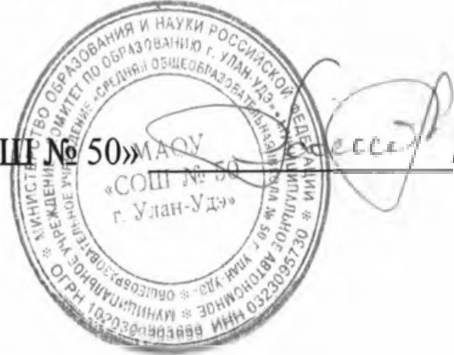 Ш № 50»
МИНИСТЕРСТВО ОБРАЗОВАНИЯ И НАУКИ РОССИЙСКОЙ ФЕДЕРАЦИИ
КОМИТЕТ ПО ОБРАЗОВАНИЮ г. УЛАН-УДЭ
МУНИЦИПАЛЬНОЕ АВТОНОМНОЕ ОБЩЕОБРАЗОВАТЕЛЬНОЕ УЧРЕЖДЕНИЕ «СРЕДНЯЯ ОБЩЕОБРАЗОВАТЕЛЬНАЯ ШКОЛА № 50 г. УЛАН-УДЭ»
* ОГРН ИНН 0323095730 *
МАОУ
«СОШ № 50
г. Улан-Удэ»